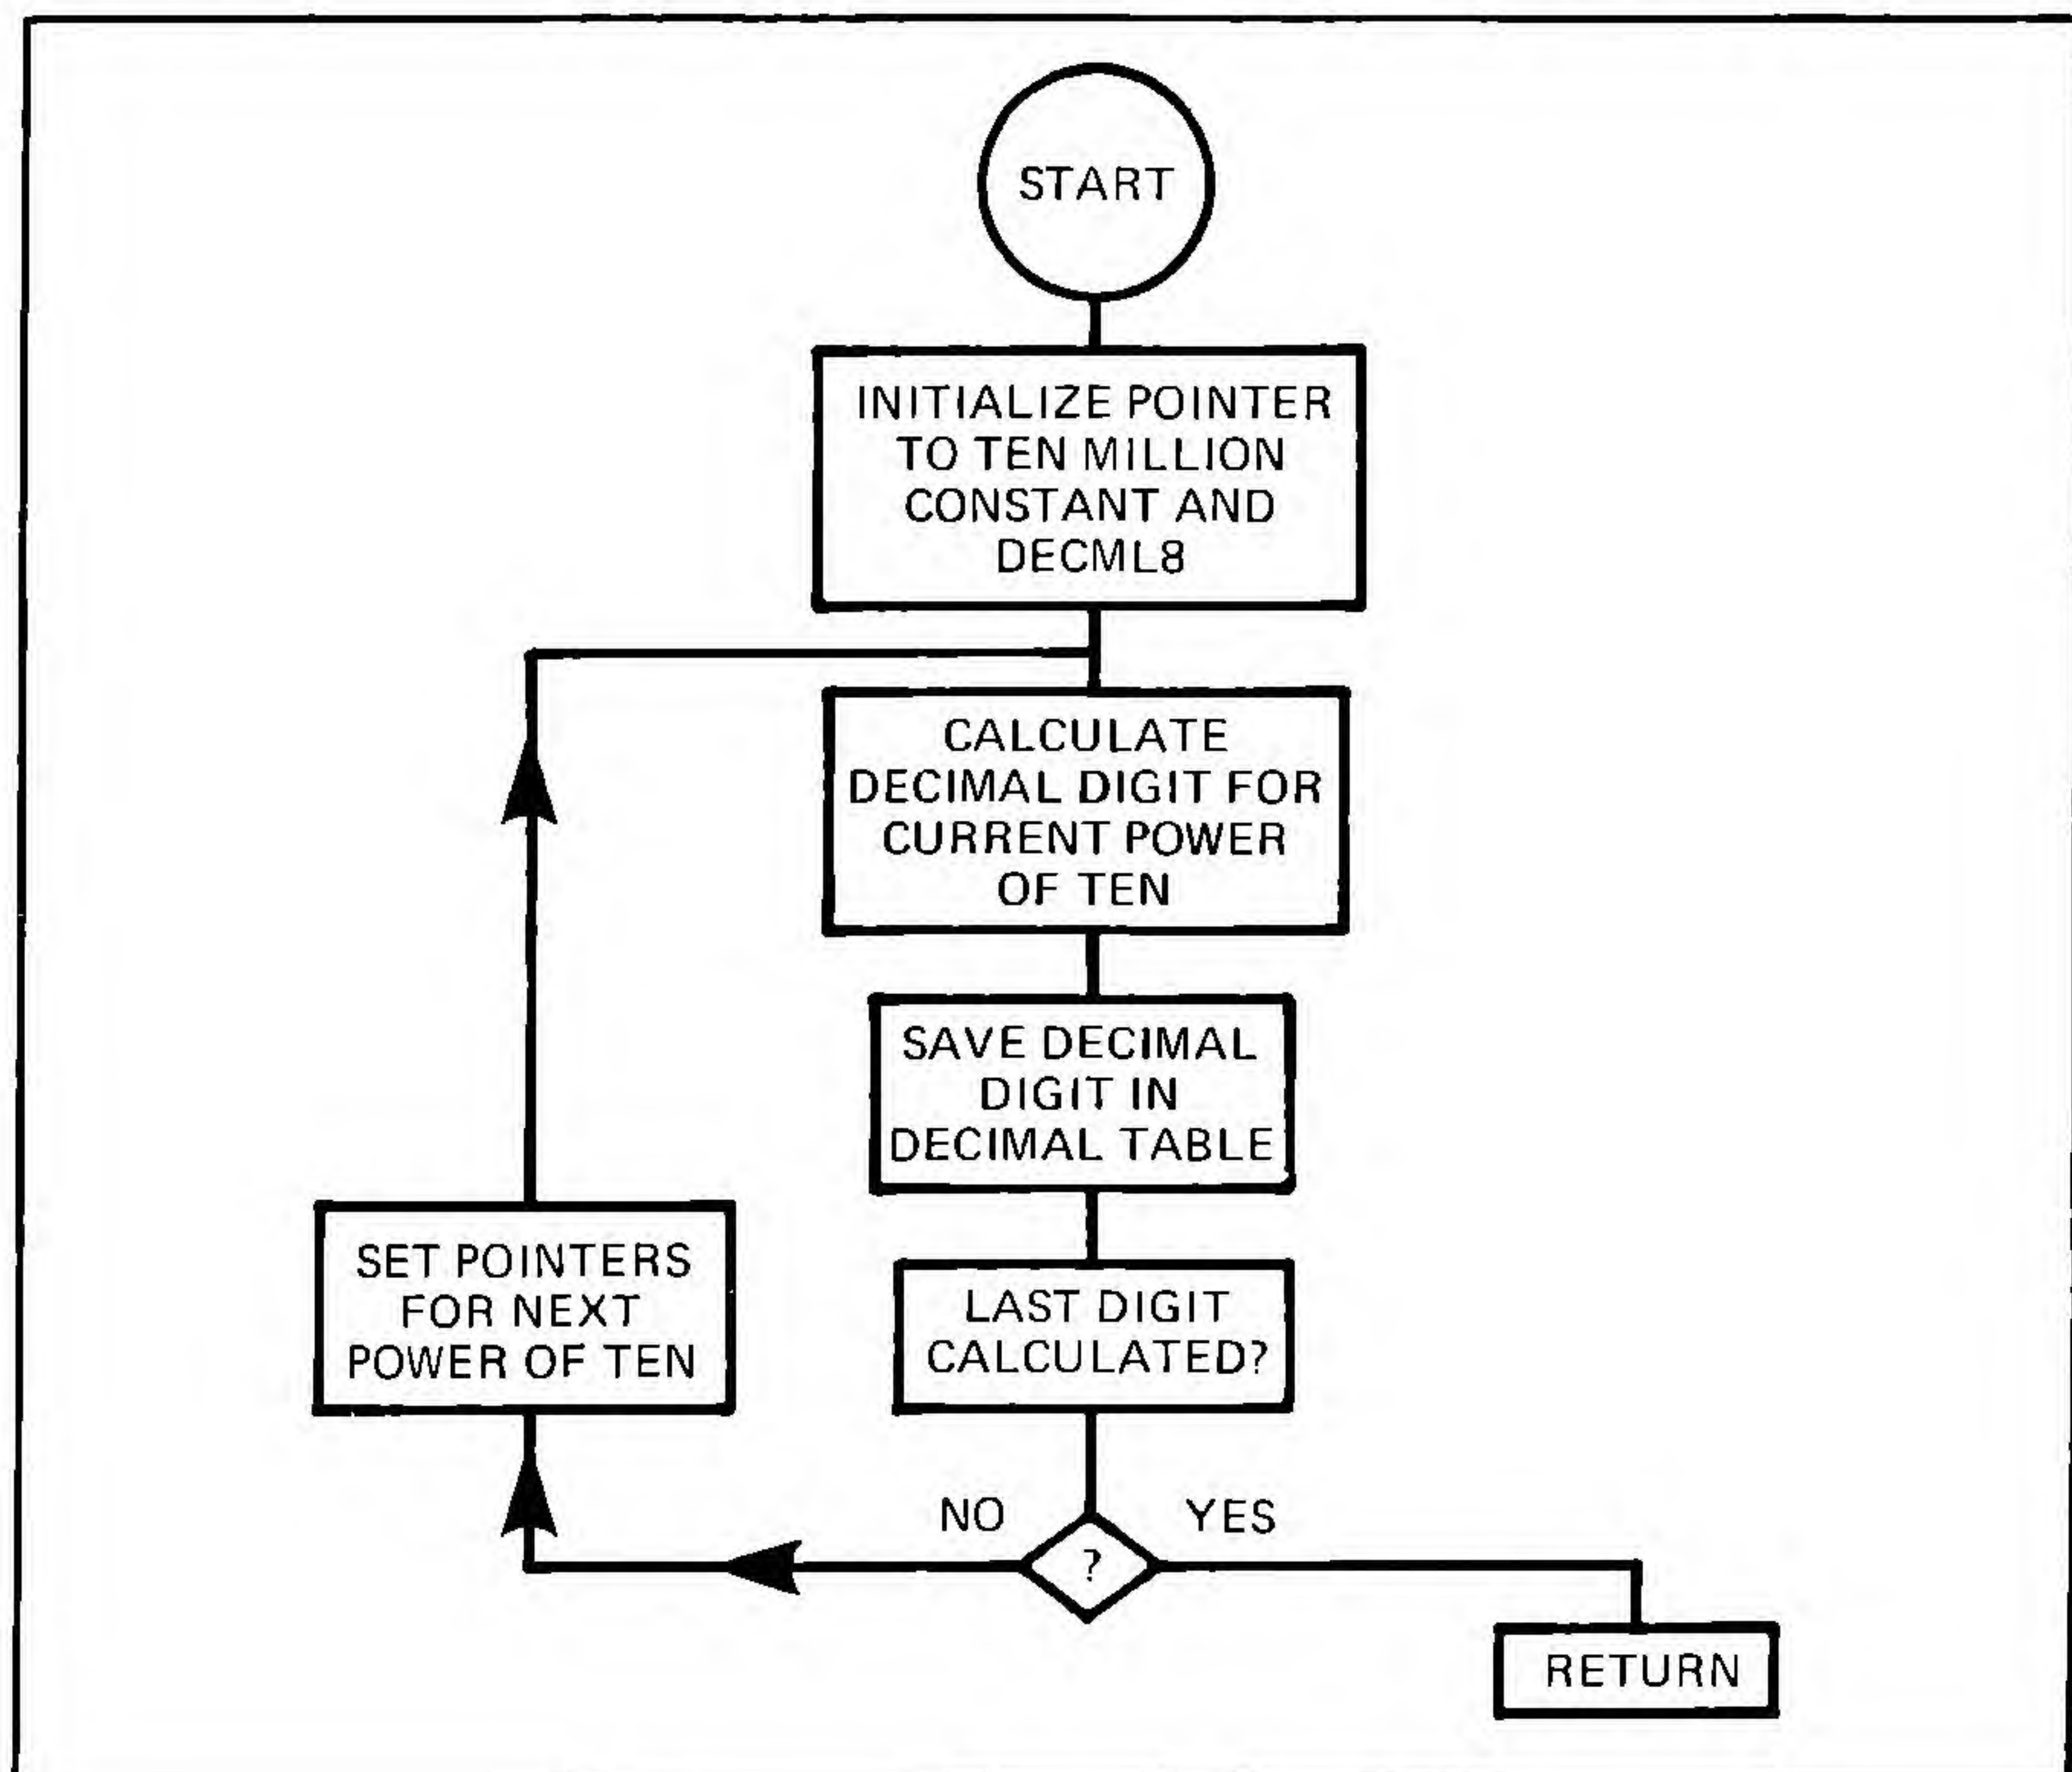 START
INITIALIZE POINTER
TO TEN MILLION
CONSTANT AND
DECML8
CALCULATE
DECIMAL DIGIT FOR
CURRENT POWER
OF TEN
SAVE DECIMAL
DIGIT IN
DECIMAL TABLE
LAST DIGIT
CALCULATED?
SET POINTERS
FOR NEXT
POWER OF TEN
NO
YES
?
RETURN